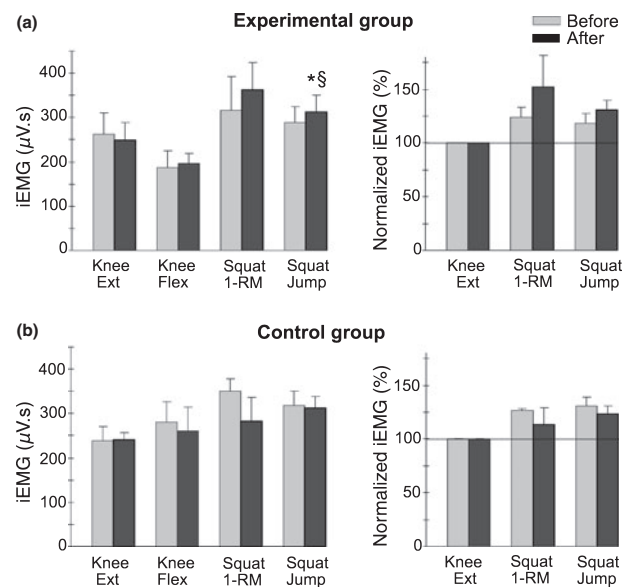 (a)
Experimental group
Before
After
iEMG (µV.s)
400
300
200
100
0
*§
Knee Ext
Knee Flex
Squat 1-RM
Squat Jump
Normalized iEMG (%)
150
100
50
0
Knee Ext
Squat 1-RM
Squat Jump
(b)
Control group
iEMG (µV.s)
400
300
200
100
0
Knee Ext
Knee Flex
Squat 1-RM
Squat Jump
Normalized iEMG (%)
150
100
50
0
Knee Ext
Squat 1-RM
Squat Jump